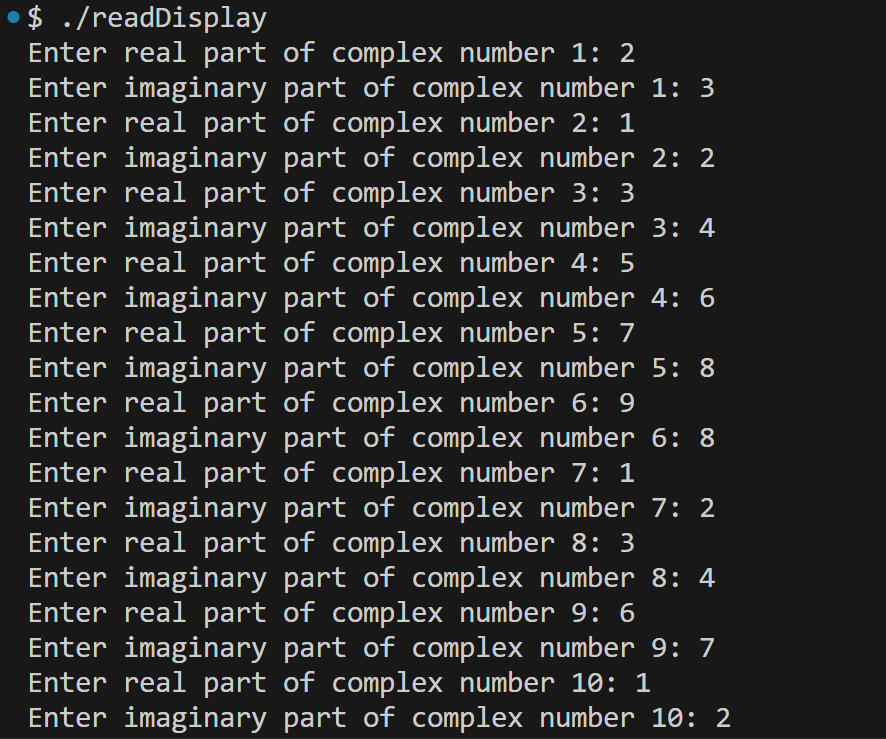 $ ./readDisplay
Enter real part of complex number 1: 2
Enter imaginary part of complex number 1: 3
Enter real part of complex number 2: 1
Enter imaginary part of complex number 2: 2
Enter real part of complex number 3: 3
Enter imaginary part of complex number 3: 4
Enter real part of complex number 4: 5
Enter imaginary part of complex number 4: 6
Enter real part of complex number 5: 7
Enter imaginary part of complex number 5: 8
Enter real part of complex number 6: 9
Enter imaginary part of complex number 6: 8
Enter real part of complex number 7: 1
Enter imaginary part of complex number 7: 2
Enter real part of complex number 8: 3
Enter imaginary part of complex number 8: 4
Enter real part of complex number 9: 6
Enter imaginary part of complex number 9: 7
Enter real part of complex number 10: 1
Enter imaginary part of complex number 10: 2